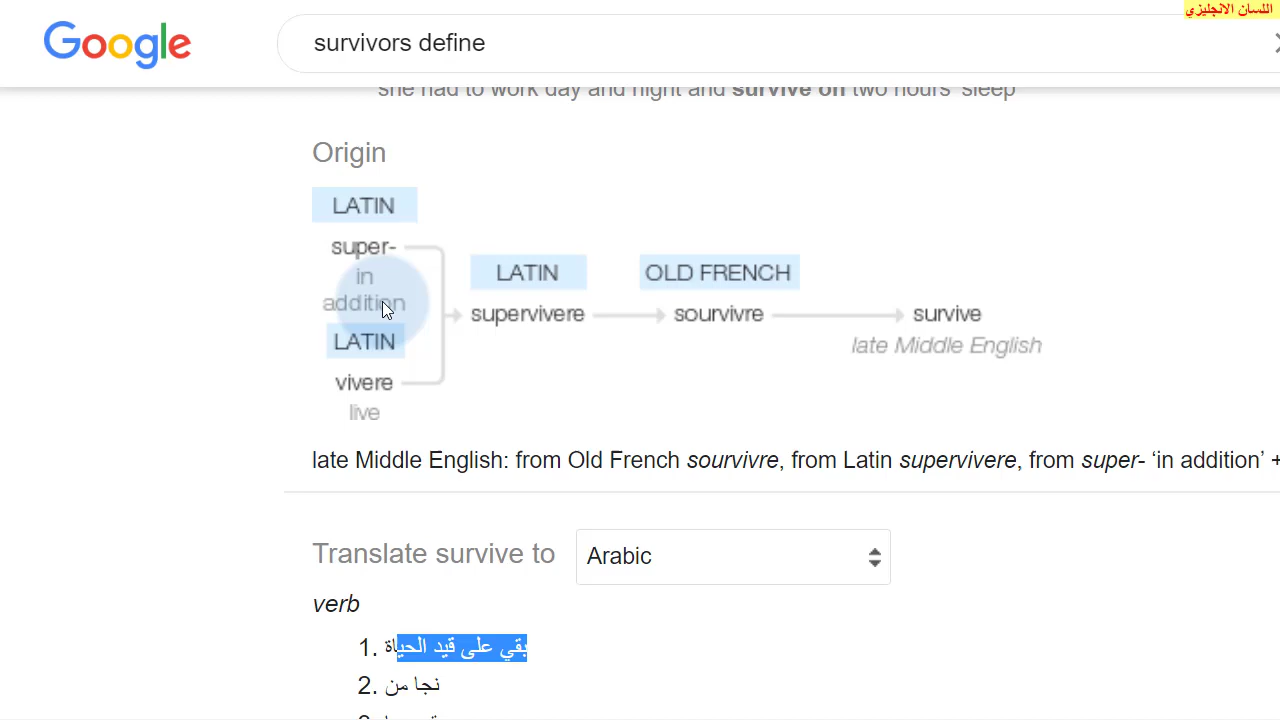 اللسان الانجليزي
Google
survivors define
she had to work day and night and survive on two hours' sleep
Origin
LATIN
super-
in
addition
LATIN
vivere
live
LATIN
supervivere
OLD FRENCH
sourvivre
survive
late Middle English
late Middle English: from Old French sourvivre, from Latin supervivere, from super- ‘in addition’ +
Translate survive to
Arabic
verb
1. بقي على قيد الحياة
2. نجا من